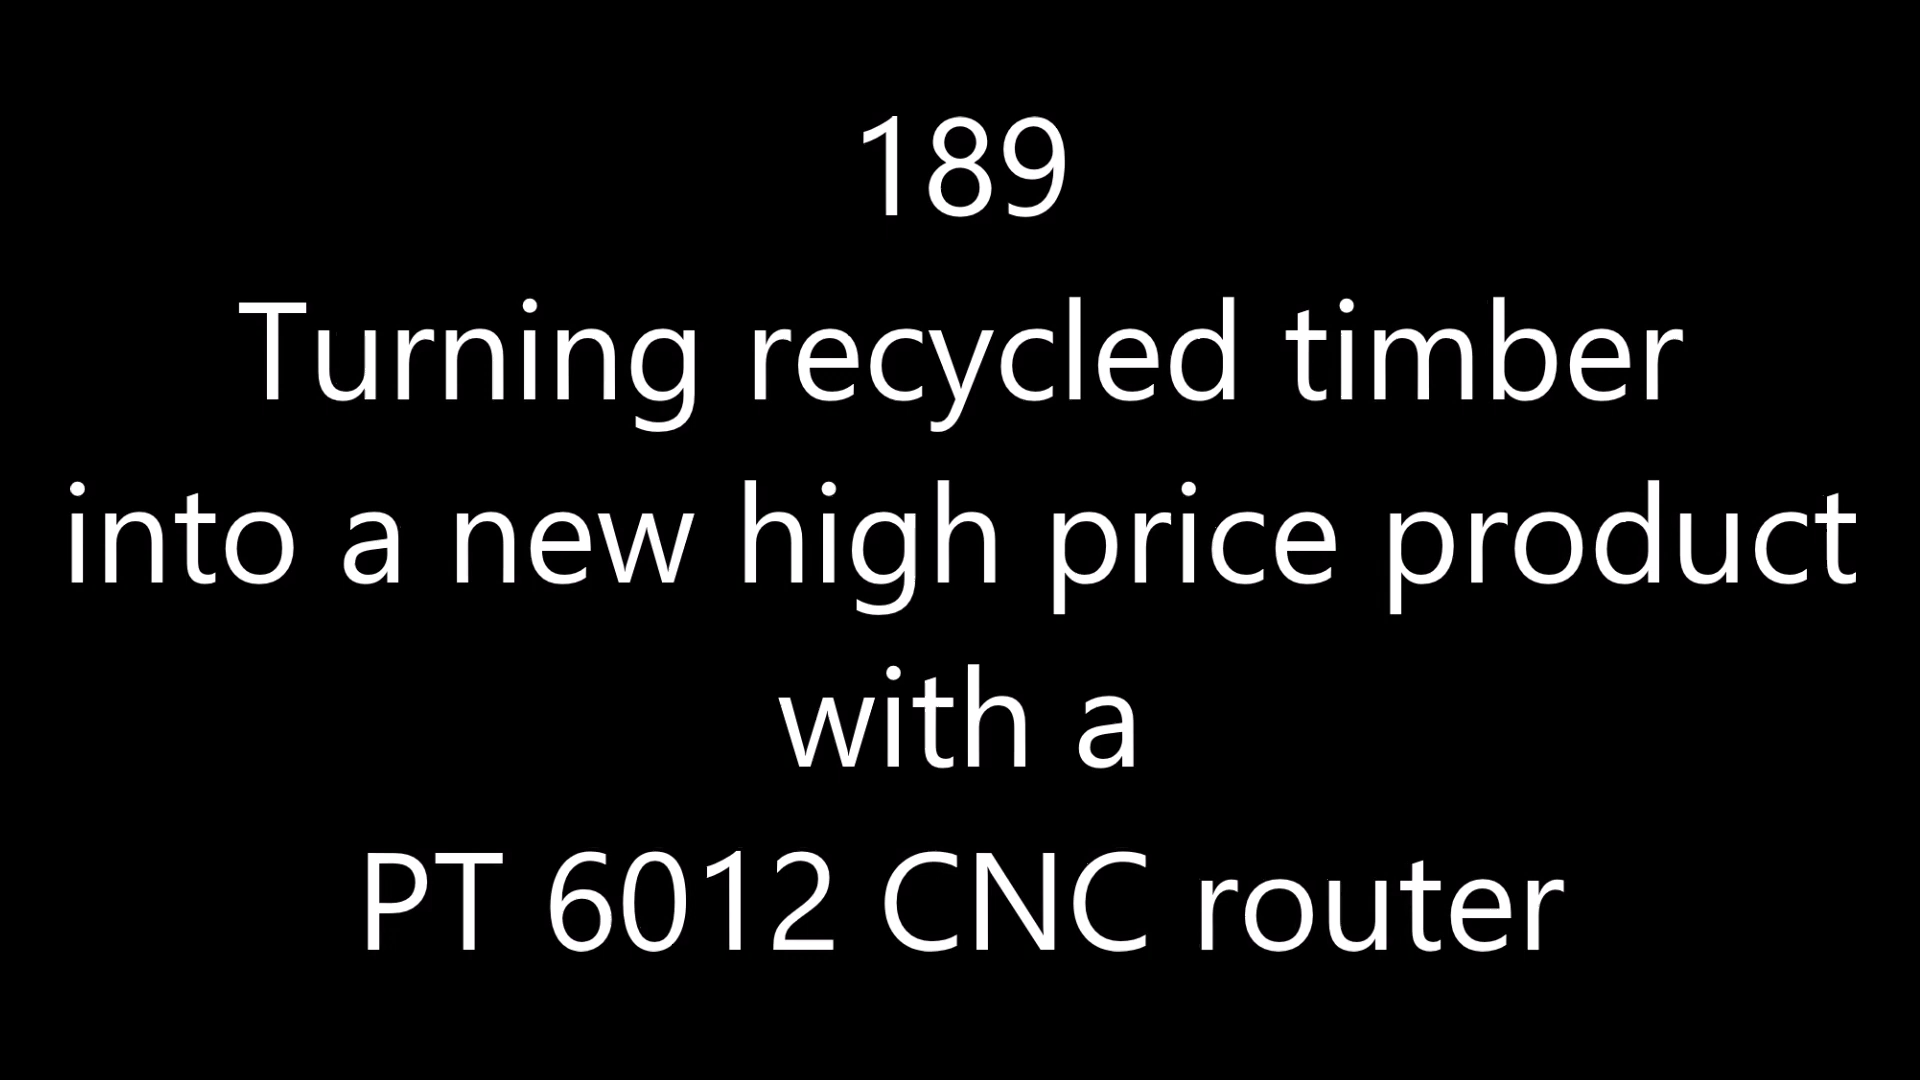 189
Turning recycled timber
into a new high price product
with a
PT 6012 CNC router